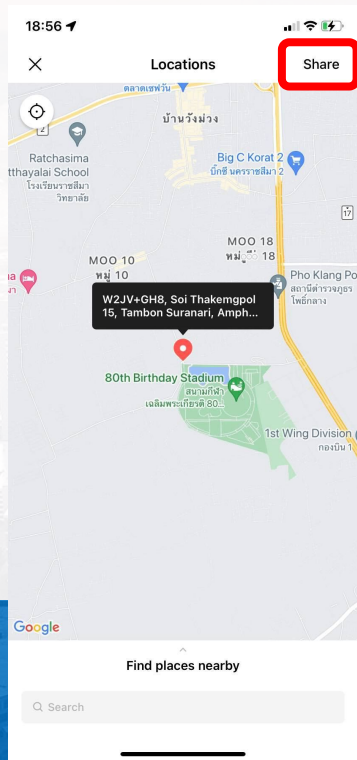 18:56
Locations
Share
ตลาดเซฟวัน
บ้านวังม่วง
2
Ratchasima
tthayalai School
โรงเรียนราชสีมา
วิทยาลัย
Big C Korat 2
บิ๊กซี นครราชสีมา 2
17
MOO 18
18
MOO 10
หมู่ 10
Pho Klang Po
สถานีตำรวจภูธร
โพธิ์กลาง
W2JV+GH8, Soi Thakemgpol
15, Tambon Suranari, Amph...
80th Birthday Stadium
สนามกีฬา
เฉลิมพระเกียรติ 80...
1st Wing Division
กองบิน 1
Google
Find places nearby
Search